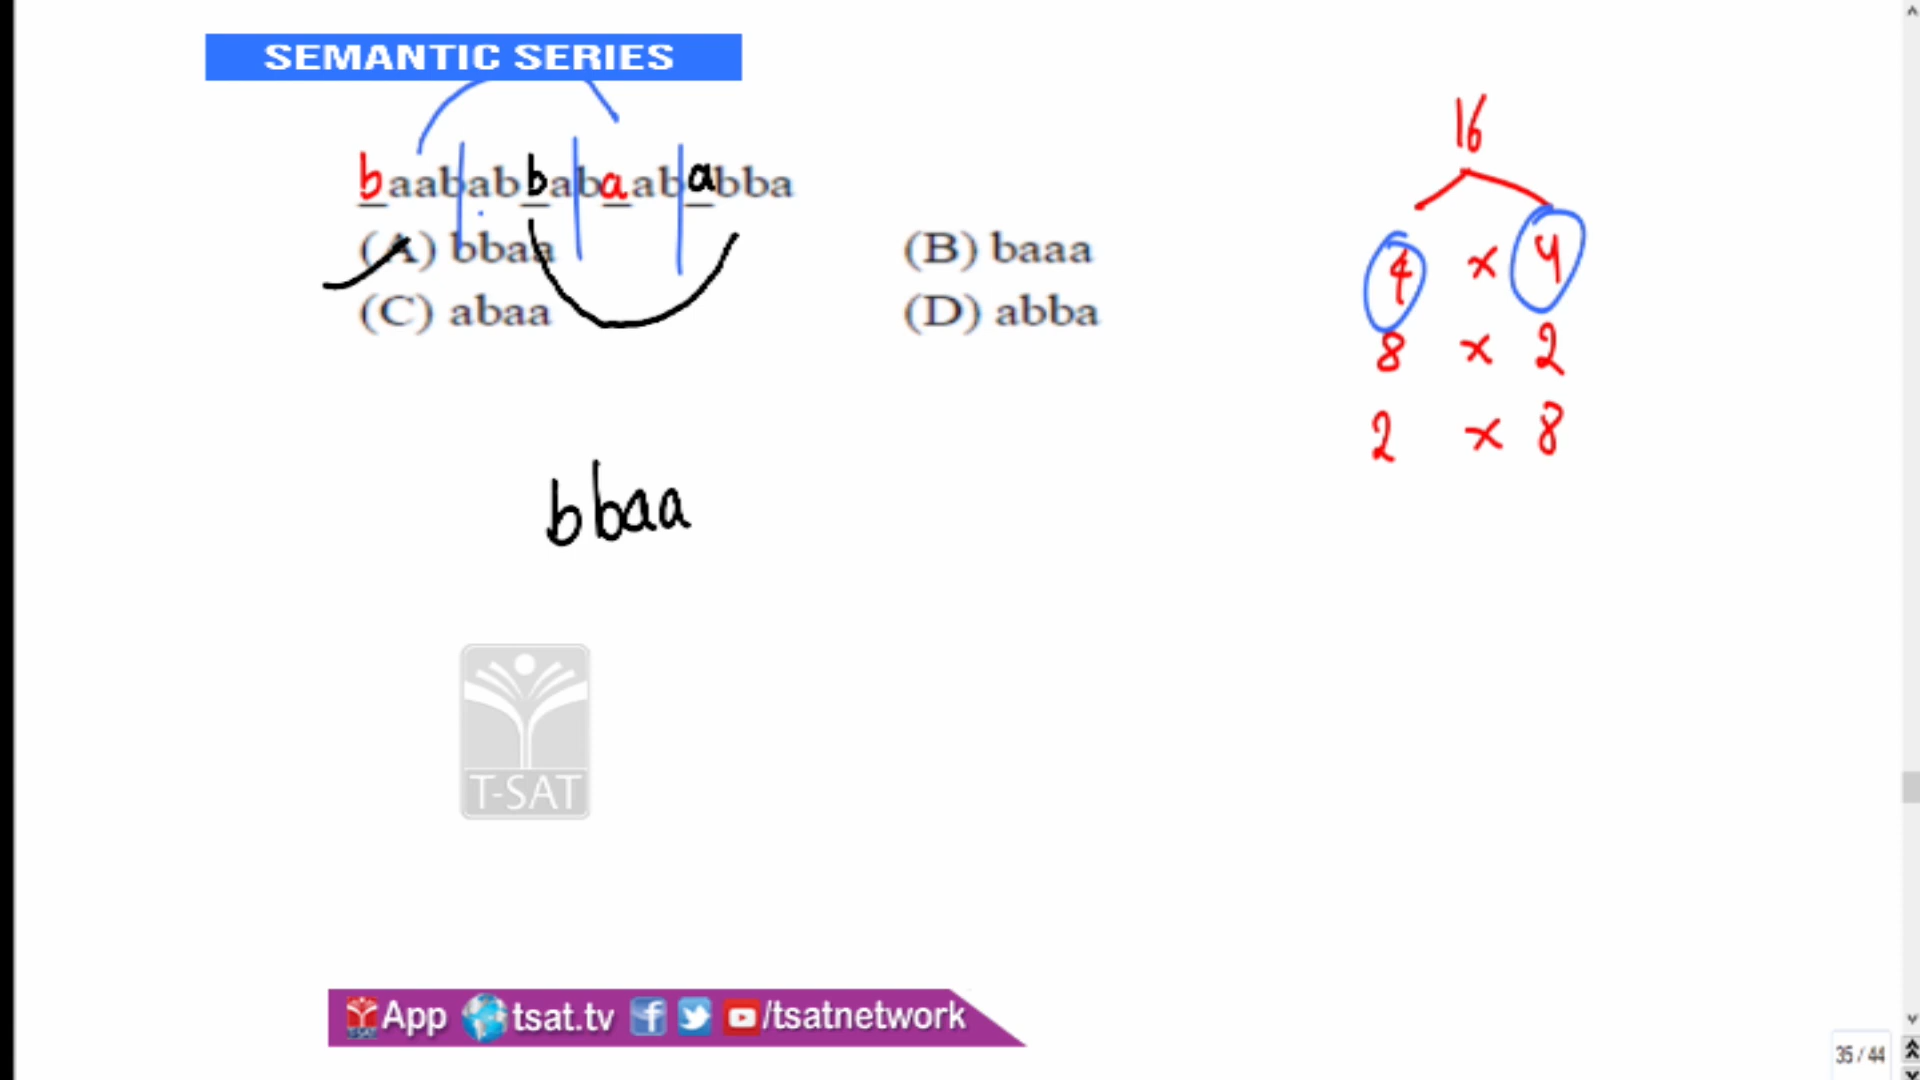 SEMANTIC SERIES
baababbabaababba
(A) bbaa
(B) baaa
(C) abaa
(D) abba
16
4 x 4
8 x 2
2 x 8
bbaa
T-SAT
T-SAT App tsat.tv /tsatnetwork
35 / 44